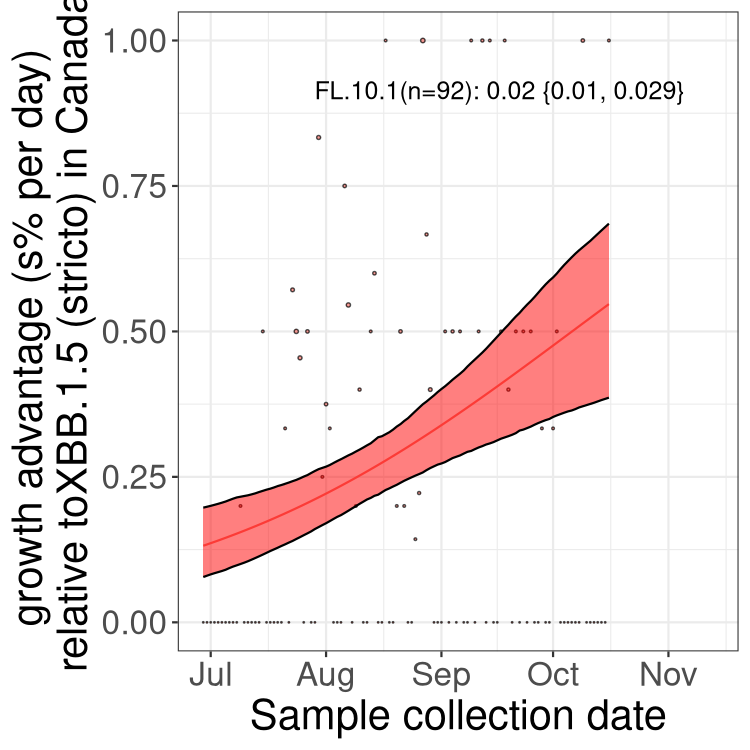 growth advantage (s% per day)
relative toXBB.1.5 (stricto) in Canada
1.00
0.75
0.50
0.25
0.00
FL.10.1(n=92): 0.02 {0.01, 0.029}
Jul Aug Sep Oct Nov
Sample collection date